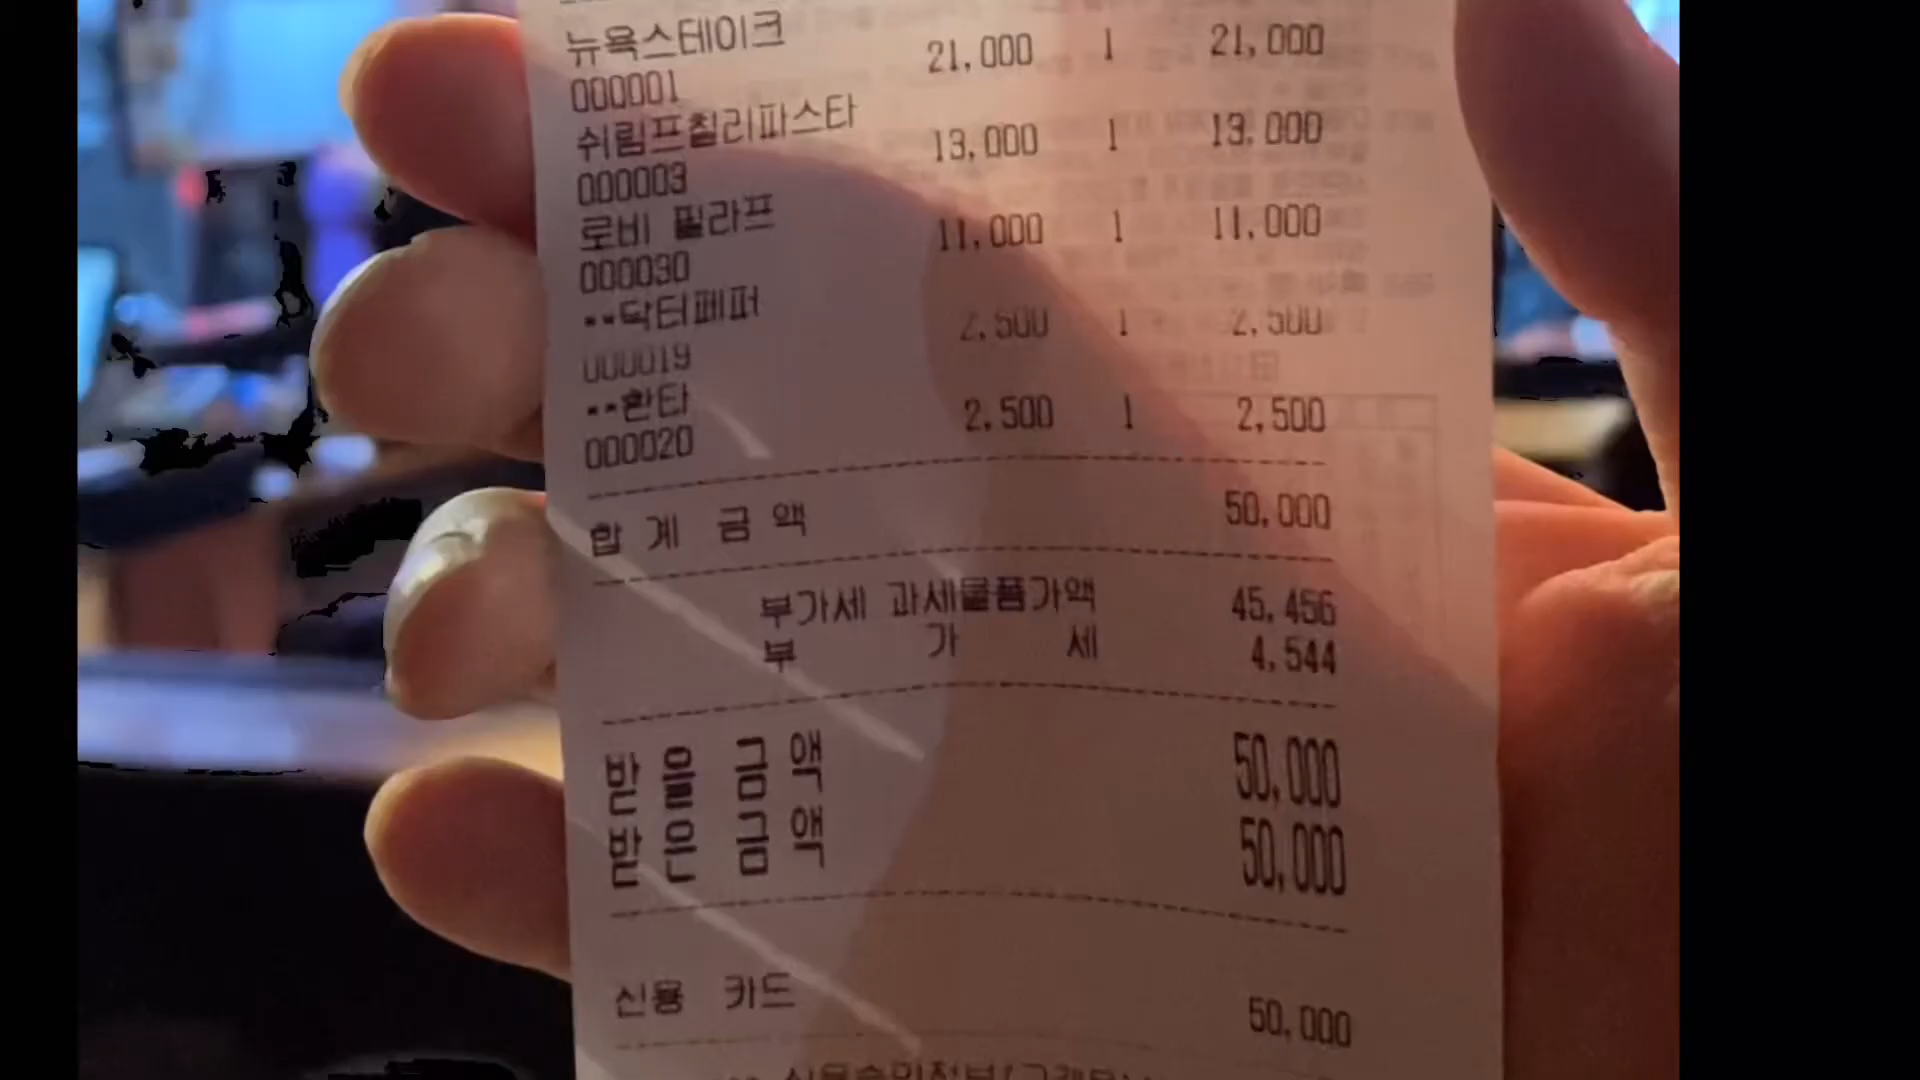 뉴욕스테이크 21,000 1 21,000
000001
쉬림프칠리파스타 13,000 1 13,000
000003
로비 필라프 11,000 1 11,000
000030
**닥터페퍼 2,500 1 2,500
000019
**환타 2,500 1 2,500
000020
합 계 금 액 50,000
부가세 과세물품가액 45,456
부 가 세 4,544
받 을 금 액 50,000
받 은 금 액 50,000
신용 카드 50,000